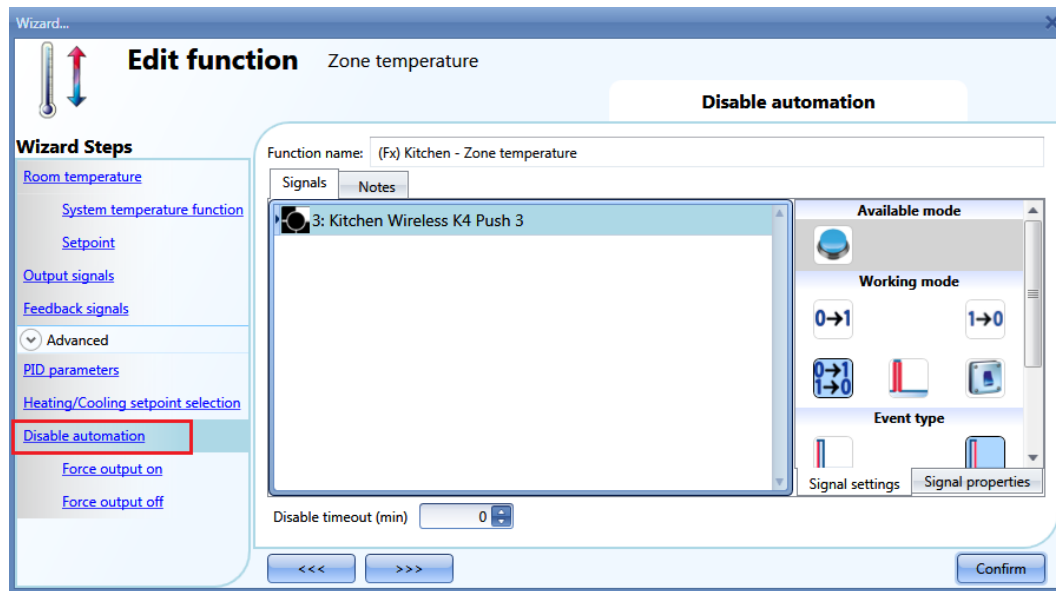 Wizard...
Edit function Zone temperature
Disable automation
Wizard Steps
Room temperature
System temperature function
Setpoint
Output signals
Feedback signals
Advanced
PID parameters
Heating/Cooling setpoint selection
Disable automation
Force output on
Force output off
Function name: (Fx) Kitchen - Zone temperature
Signals Notes
3: Kitchen Wireless K4 Push 3
Available mode
Working mode
0→1 1→0
0→1
1→0
Event type
Signal settings Signal properties
Disable timeout (min) 0
<<< >>> Confirm